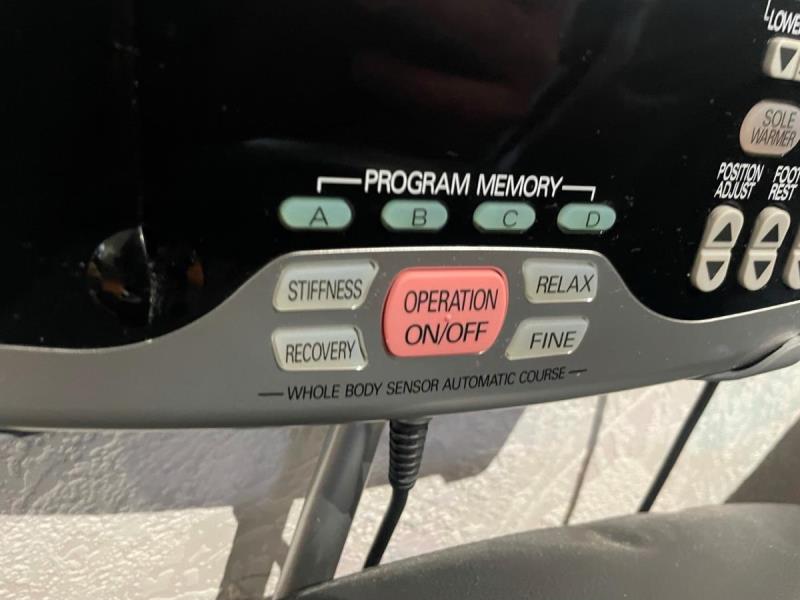 LOWE
SOLE
WARMER
POSITION
ADJUST
FOOT
REST
PROGRAM MEMORY
A B C D
STIFFNESS
OPERATION
ON/OFF
RELAX
RECOVERY
FINE
WHOLE BODY SENSOR AUTOMATIC COURSE